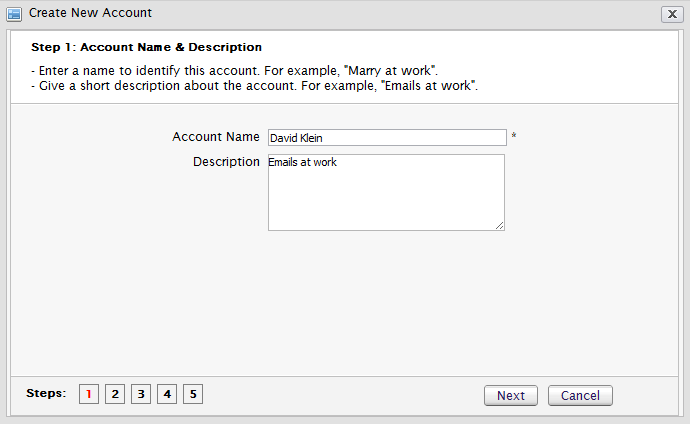 Create New Account
X
Step 1: Account Name & Description
- Enter a name to identify this account. For example, "Marry at work".
- Give a short description about the account. For example, "Emails at work".
Account Name David Klein *
Description Emails at work
Steps: 1 2 3 4 5 Next Cancel